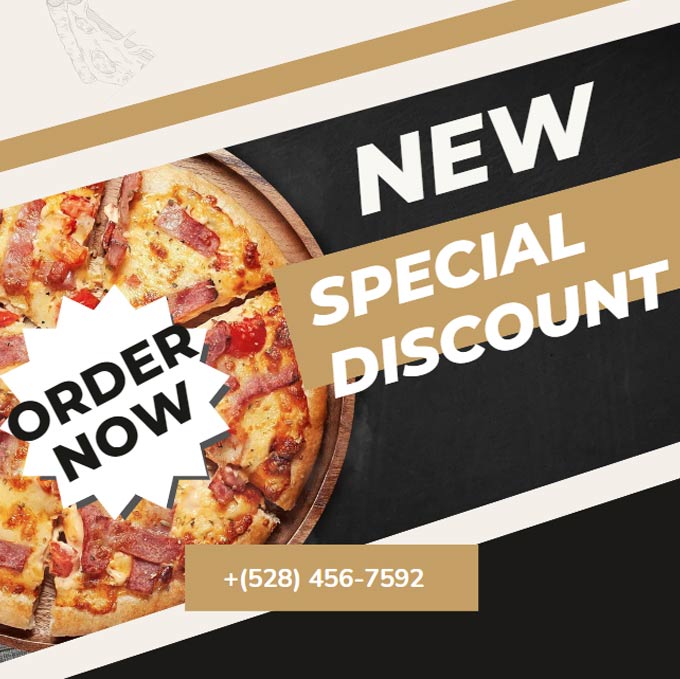 NEW
SPECIAL
DISCOUNT
ORDER
NOW
+(528) 456-7592